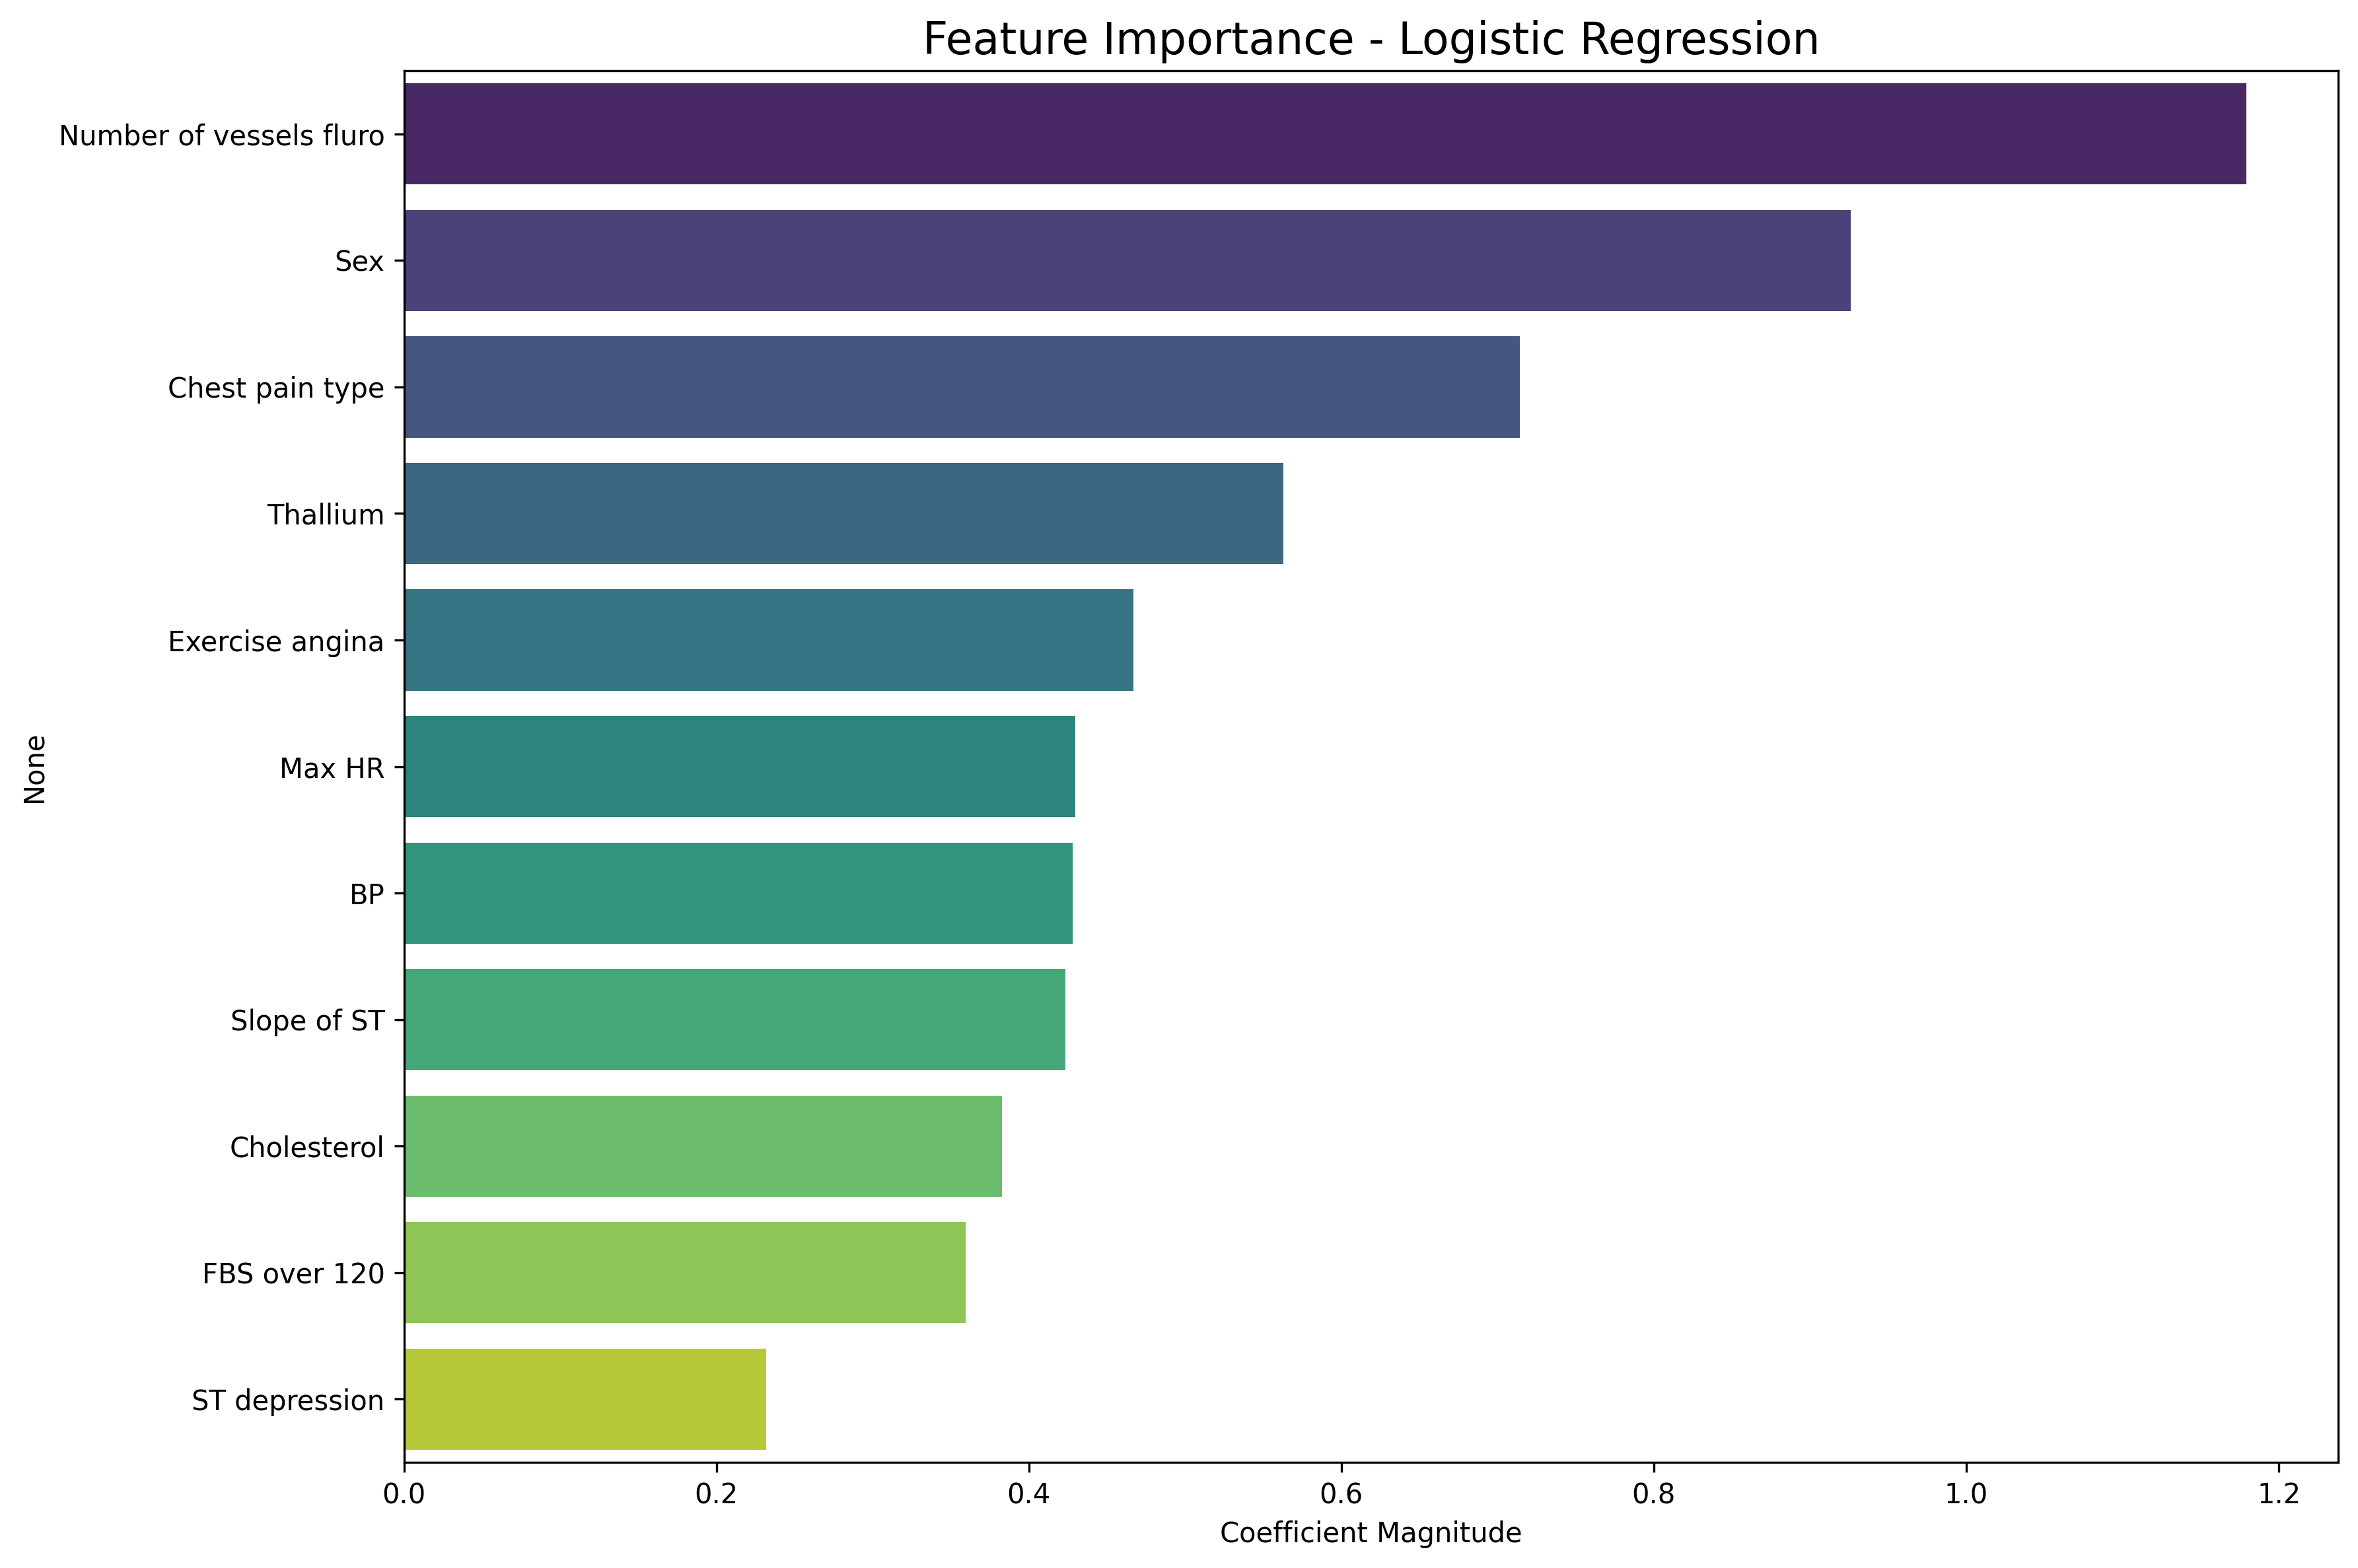 Feature Importance - Logistic Regression
Number of vessels fluro
Sex
Chest pain type
Thallium
Exercise angina
Max HR
BP
Slope of ST
Cholesterol
FBS over 120
ST depression
None
0.0 0.2 0.4 0.6 0.8 1.0 1.2
Coefficient Magnitude